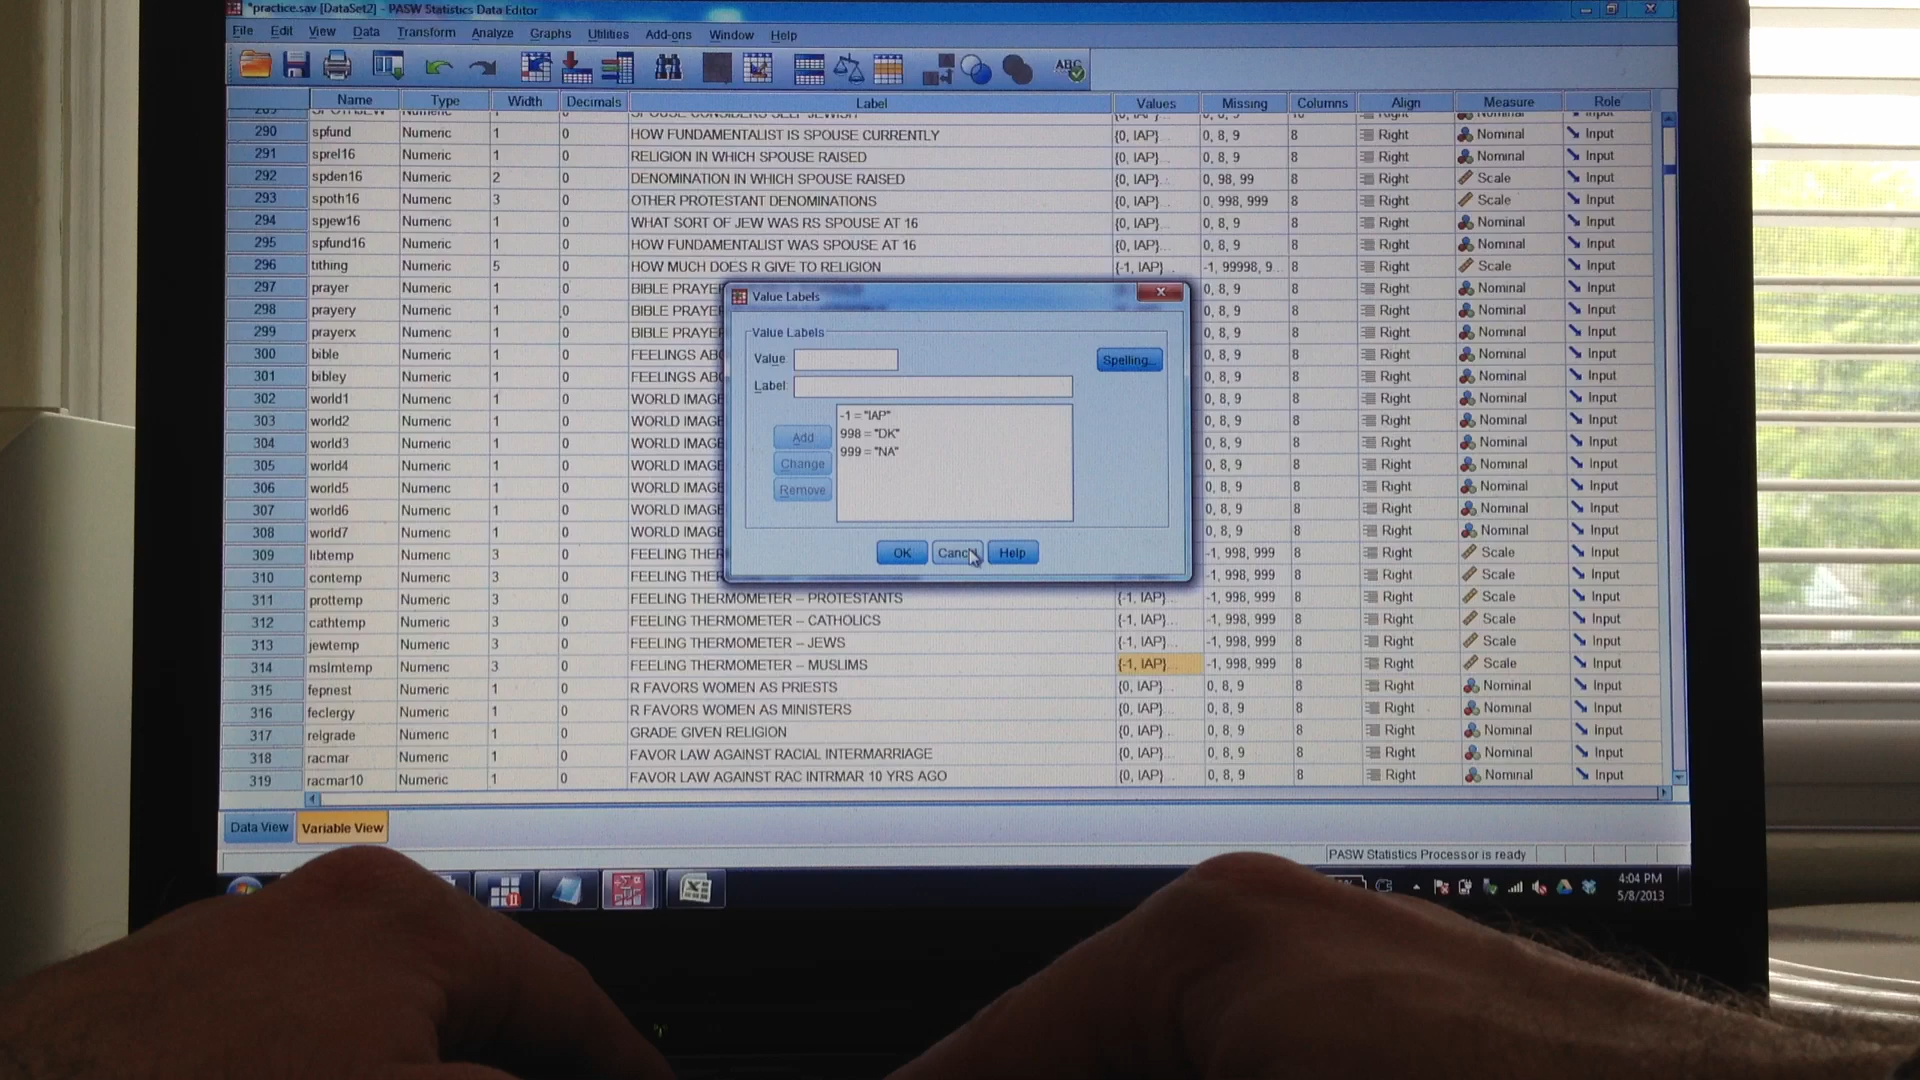 *practice.sav [DataSet2] - PASW Statistics Data Editor
File Edit View Data Transform Analyze Graphs Utilities Add-ons Window Help
ABC
Name Type Width Decimals Label Values Missing Columns Align Measure Role
290 spfund Numeric 1 0 HOW FUNDAMENTALIST IS SPOUSE CURRENTLY {0, IAP}... 0, 8, 9 8 Right Nominal Input
291 sprel16 Numeric 1 0 RELIGION IN WHICH SPOUSE RAISED {0, IAP}... 0, 8, 9 8 Right Nominal Input
292 spden16 Numeric 2 0 DENOMINATION IN WHICH SPOUSE RAISED {0, IAP}... 0, 98, 99 8 Right Scale Input
293 spoth16 Numeric 3 0 OTHER PROTESTANT DENOMINATIONS {0, IAP}... 0, 998, 999 8 Right Scale Input
294 spjew16 Numeric 1 0 WHAT SORT OF JEW WAS RS SPOUSE AT 16 {0, IAP}... 0, 8, 9 8 Right Nominal Input
295 spfund16 Numeric 1 0 HOW FUNDAMENTALIST WAS SPOUSE AT 16 {0, IAP}... 0, 8, 9 8 Right Nominal Input
296 tithing Numeric 5 0 HOW MUCH DOES R GIVE TO RELIGION {-1, IAP}... -1, 99998, 9... 8 Right Scale Input
297 prayer Numeric 1 0 BIBLE PRAYE 0, 8, 9 8 Right Nominal Input
298 prayery Numeric 1 0 BIBLE PRAYE 0, 8, 9 8 Right Nominal Input
299 prayerx Numeric 1 0 BIBLE PRAYE 0, 8, 9 8 Right Nominal Input
300 bible Numeric 1 0 FEELINGS AB 0, 8, 9 8 Right Nominal Input
301 bibley Numeric 1 0 FEELINGS AB 0, 8, 9 8 Right Nominal Input
302 world1 Numeric 1 0 WORLD IMAGE 0, 8, 9 8 Right Nominal Input
303 world2 Numeric 1 0 WORLD IMAGE 0, 8, 9 8 Right Nominal Input
304 world3 Numeric 1 0 WORLD IMAGE 0, 8, 9 8 Right Nominal Input
305 world4 Numeric 1 0 WORLD IMAGE 0, 8, 9 8 Right Nominal Input
306 world5 Numeric 1 0 WORLD IMAGE 0, 8, 9 8 Right Nominal Input
307 world6 Numeric 1 0 WORLD IMAGE 0, 8, 9 8 Right Nominal Input
308 world7 Numeric 1 0 WORLD IMAGE 0, 8, 9 8 Right Nominal Input
309 libtemp Numeric 3 0 FEELING THE -1, 998, 999 8 Right Scale Input
310 contemp Numeric 3 0 FEELING THE -1, 998, 999 8 Right Scale Input
311 prottemp Numeric 3 0 FEELING THERMOMETER – PROTESTANTS {-1, IAP}... -1, 998, 999 8 Right Scale Input
312 cathtemp Numeric 3 0 FEELING THERMOMETER – CATHOLICS {-1, IAP}... -1, 998, 999 8 Right Scale Input
313 jewtemp Numeric 3 0 FEELING THERMOMETER – JEWS {-1, IAP}... -1, 998, 999 8 Right Scale Input
314 mslmtemp Numeric 3 0 FEELING THERMOMETER – MUSLIMS {-1, IAP}... -1, 998, 999 8 Right Scale Input
315 fepriest Numeric 1 0 R FAVORS WOMEN AS PRIESTS {0, IAP}... 0, 8, 9 8 Right Nominal Input
316 feclergy Numeric 1 0 R FAVORS WOMEN AS MINISTERS {0, IAP}... 0, 8, 9 8 Right Nominal Input
317 relgrade Numeric 1 0 GRADE GIVEN RELIGION {0, IAP}... 0, 8, 9 8 Right Nominal Input
318 racmar Numeric 1 0 FAVOR LAW AGAINST RACIAL INTERMARRIAGE {0, IAP}... 0, 8, 9 8 Right Nominal Input
319 racmar10 Numeric 1 0 FAVOR LAW AGAINST RAC INTRMAR 10 YRS AGO {0, IAP}... 0, 8, 9 8 Right Nominal Input
Value Labels
Value Labels
Value Spelling...
Label
-1 = "IAP"
998 = "DK"
999 = "NA"
Add
Change
Remove
OK Cancel Help
Data View Variable View
PASW Statistics Processor is ready
4:04 PM
5/8/2013